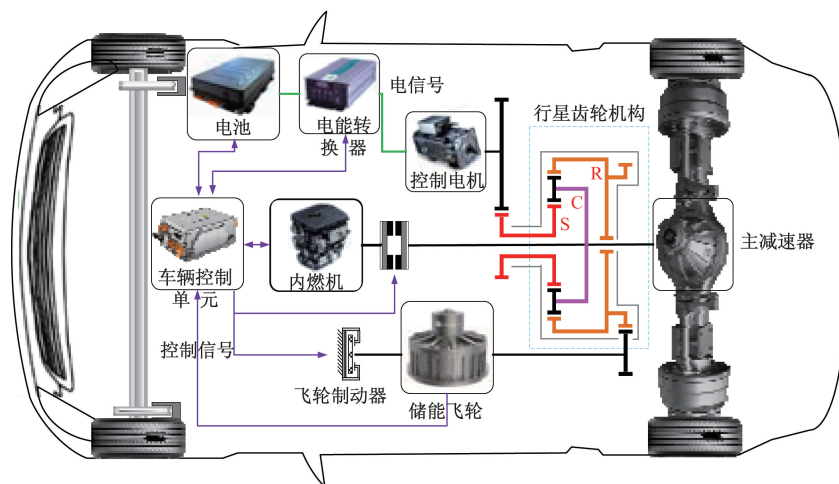 电信号
行星齿轮机构
电池
电能转
换 器
控制电机
R
C
S
主减速器
车辆控制
单 元
内燃机
控制信号
飞轮制动器
储能飞轮